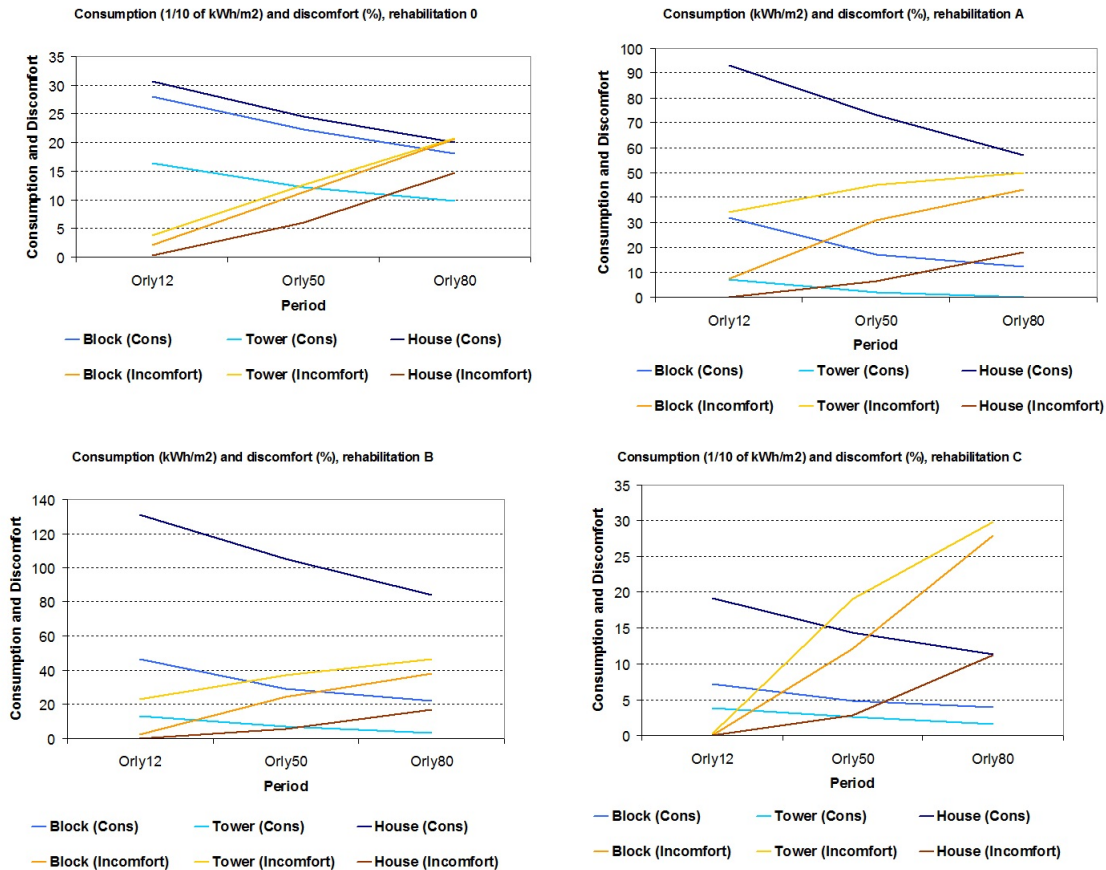 Consumption (1/10 of kWh/m2) and discomfort (%), rehabilitation 0
Consumption and Discomfort
35
30
25
20
15
10
5
0
Orly12 Orly50 Orly80
Period
Block (Cons) Tower (Cons) House (Cons)
Block (Incomfort) Tower (Incomfort) House (Incomfort)
Consumption (kWh/m2) and discomfort (%), rehabilitation A
Consumption and Discomfort
100
90
80
70
60
50
40
30
20
10
0
Orly12 Orly50 Orly80
Period
Block (Cons) Tower (Cons) House (Cons)
Block (Incomfort) Tower (Incomfort) House (Incomfort)
Consumption (kWh/m2) and discomfort (%), rehabilitation B
Consumption and Discomfort
140
120
100
80
60
40
20
0
Orly12 Orly50 Orly80
Period
Block (Cons) Tower (Cons) House (Cons)
Block (Incomfort) Tower (Incomfort) House (Incomfort)
Consumption (1/10 of kWh/m2) and discomfort (%), rehabilitation C
Consumption and Discomfort
35
30
25
20
15
10
5
0
Orly12 Orly50 Orly80
Period
Block (Cons) Tower (Cons) House (Cons)
Block (Incomfort) Tower (Incomfort) House (Incomfort)